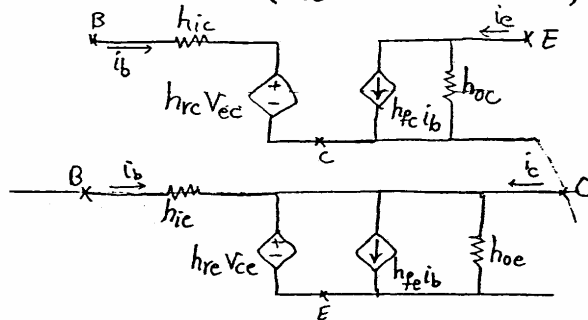 B hic ie E
ib
hrc Vec hfc ib hoc
C
B ib ic C
hie
hre Vce hfe ib hoe
E